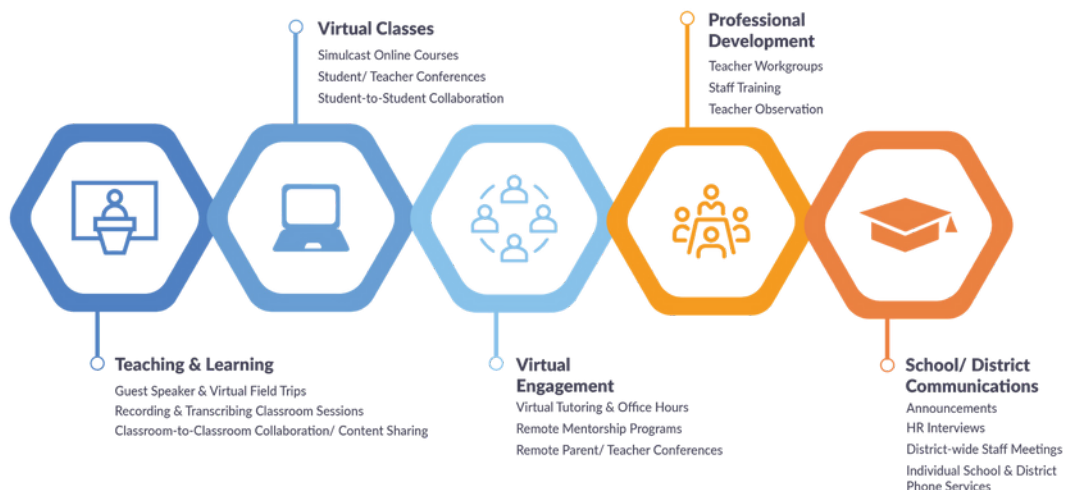 Virtual Classes
Simulcast Online Courses
Student/ Teacher Conferences
Student-to-Student Collaboration
Professional
Development
Teacher Workgroups
Staff Training
Teacher Observation
Teaching & Learning
Guest Speaker & Virtual Field Trips
Recording & Transcribing Classroom Sessions
Classroom-to-Classroom Collaboration/ Content Sharing
Virtual
Engagement
Virtual Tutoring & Office Hours
Remote Mentorship Programs
Remote Parent/ Teacher Conferences
School/ District
Communications
Announcements
HR Interviews
District-wide Staff Meetings
Individual School & District
Phone Services